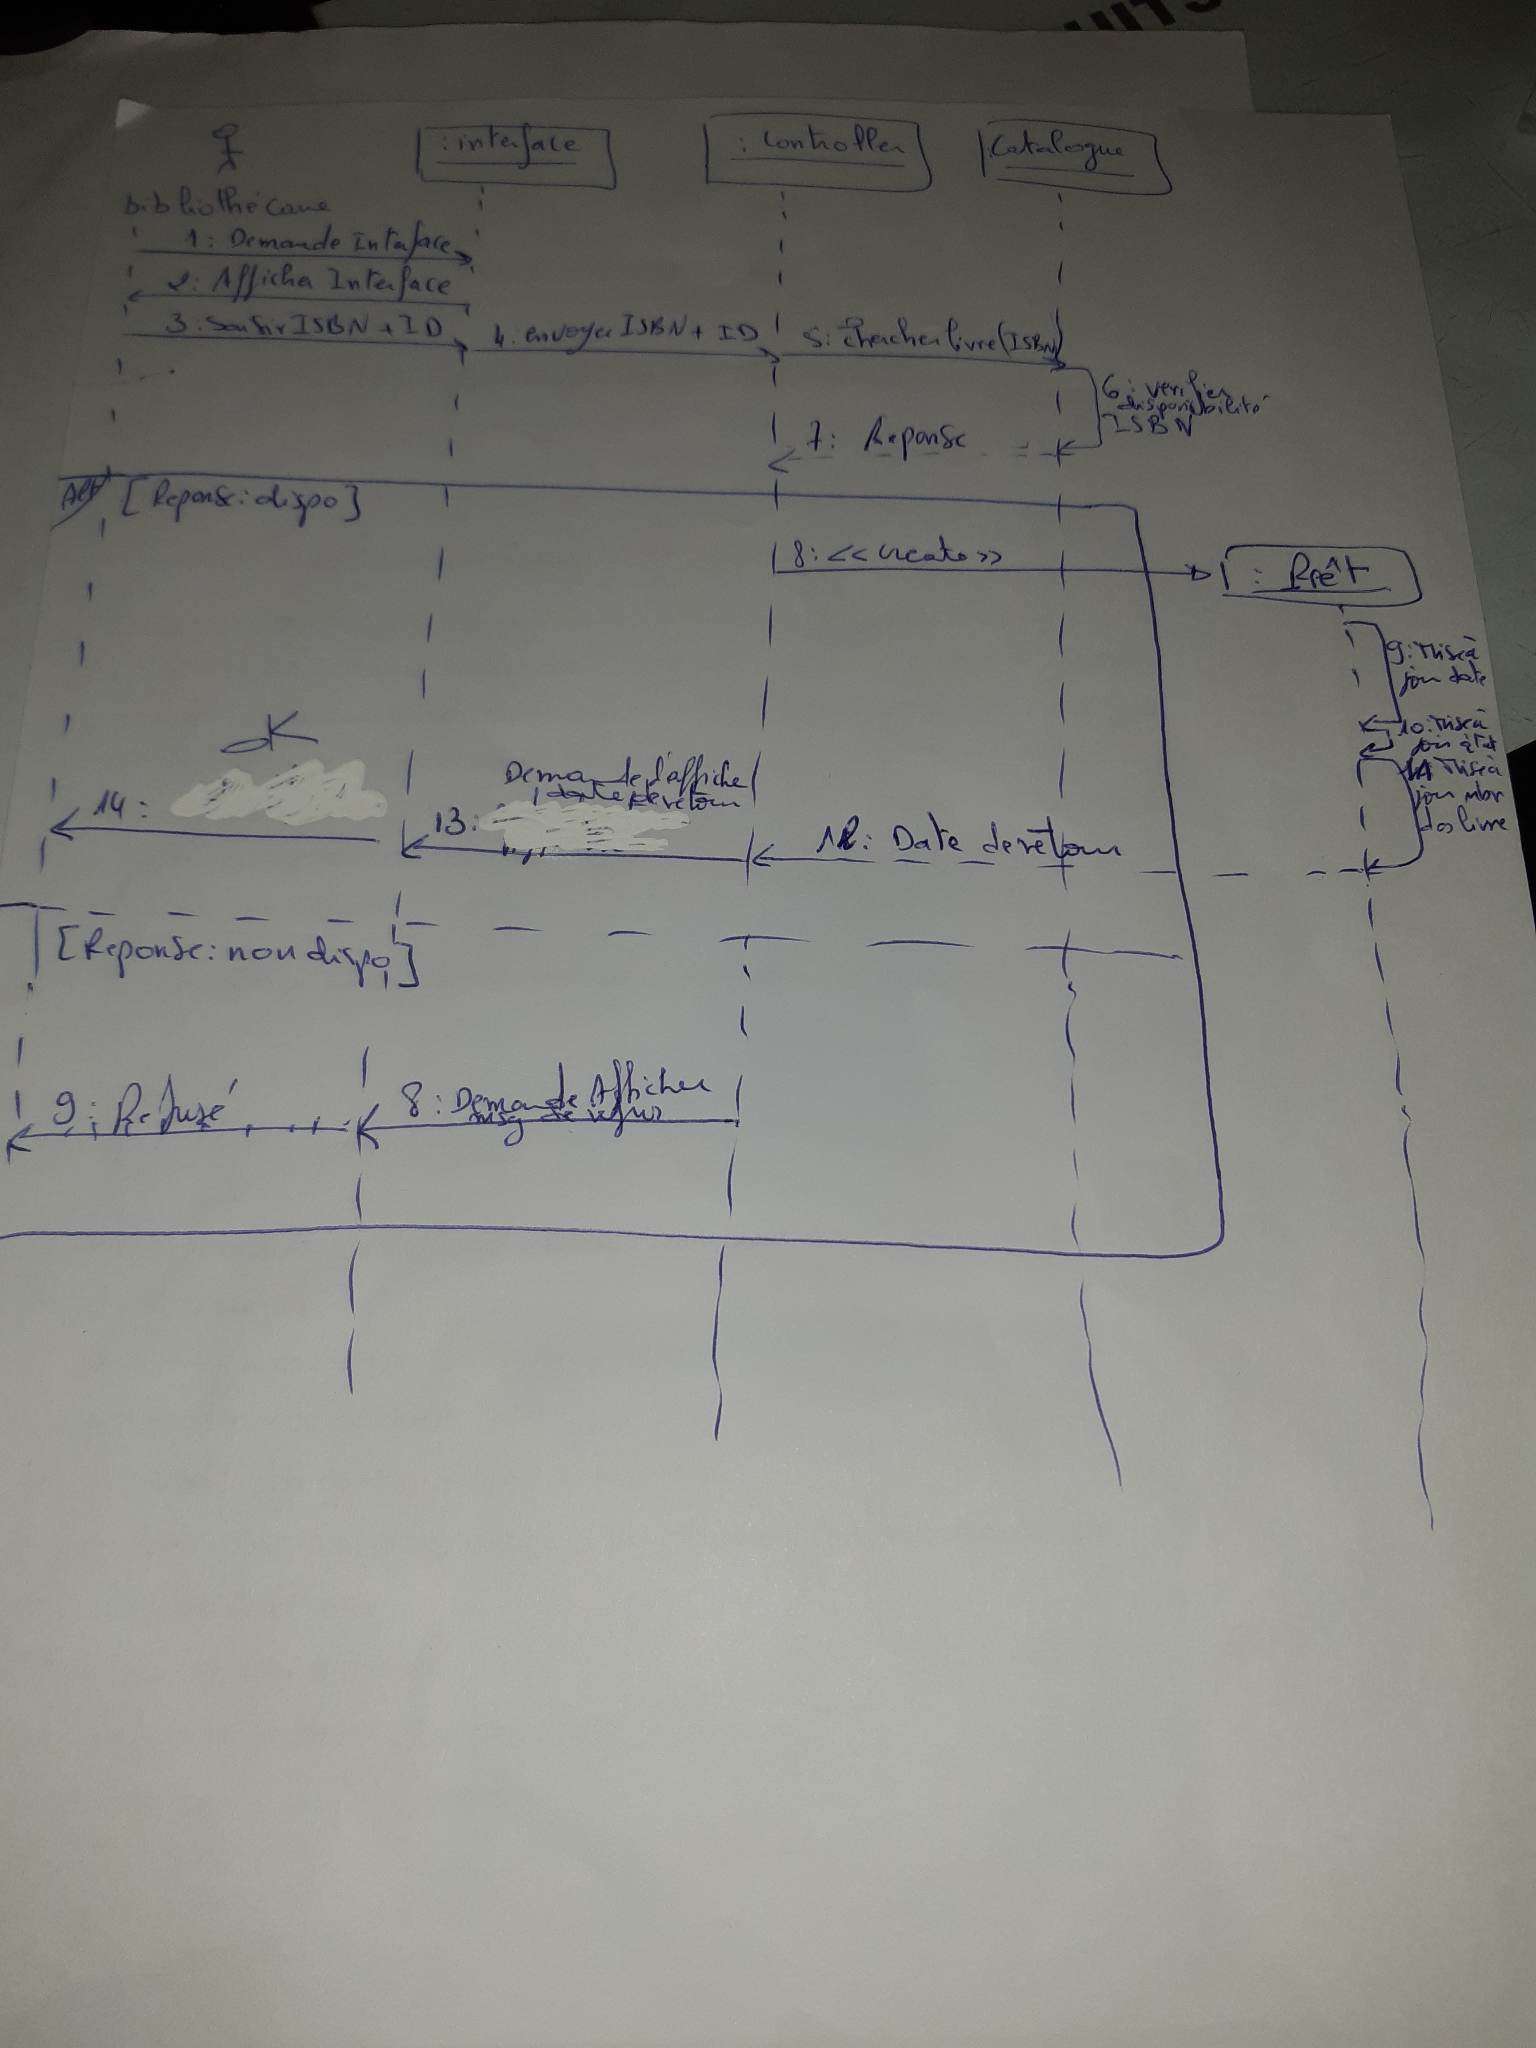 : interface
: Controller
: Catalogue
bibliothécaire
1: Demande Interface
2: Afficher Interface
3: Saisir ISBN + ID
4: envoyer ISBN + ID
5: chercher livre (ISBN)
6: vérifier
disponibilité
ISBN
7: Reponse
Alt
[Reponse: dispo]
8: <<create>>
: Prêt
9: Mise à
jour date
10: Mise à
jour état
11: Mise à
jour nbr
des livre
12: Date de retour
Demande d'affiche
date de retour
13:
OK
14:
[Reponse: non dispo]
8: Demande Afficher
msg de refus
9: Refusé